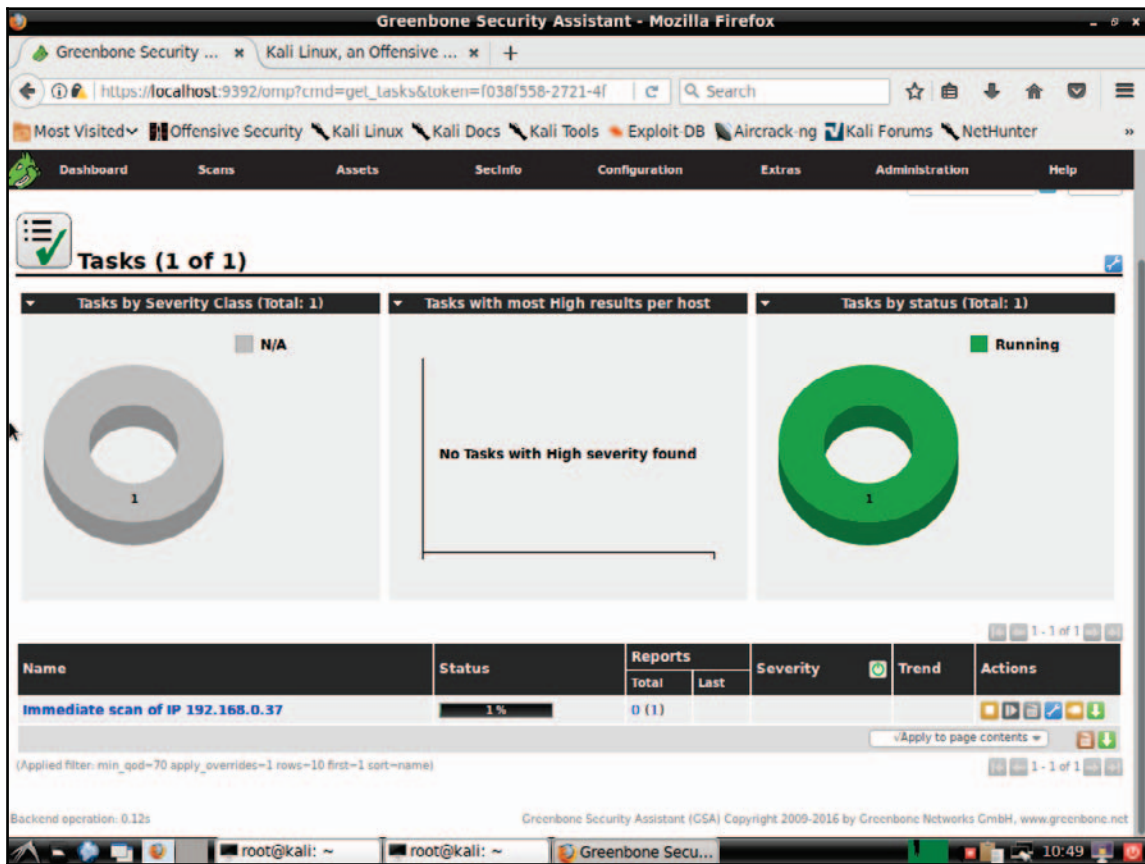 Greenbone Security Assistant - Mozilla Firefox
Greenbone Security ... × Kali Linux, an Offensive ... × +
https://localhost:9392/omp?cmd=get_tasks&token=f038f558-2721-4f Search
Most Visited Offensive Security Kali Linux Kali Docs Kali Tools Exploit-DB Aircrack-ng Kali Forums NetHunter »
Dashboard Scans Assets SecInfo Configuration Extras Administration Help
Tasks (1 of 1)
Tasks by Severity Class (Total: 1) Tasks with most High results per host Tasks by status (Total: 1)
N/A Running
No Tasks with High severity found
1 1
1 - 1 of 1
Name Status Reports Severity Trend Actions
Total Last
Immediate scan of IP 192.168.0.37 1 % 0 (1)
√Apply to page contents
(Applied filter: min_qod=70 apply_overrides=1 rows=10 first=1 sort=name) 1 - 1 of 1
Backend operation: 0.12s Greenbone Security Assistant (GSA) Copyright 2009-2016 by Greenbone Networks GmbH, www.greenbone.net
root@kali: ~ root@kali: ~ Greenbone Secu... 10:49